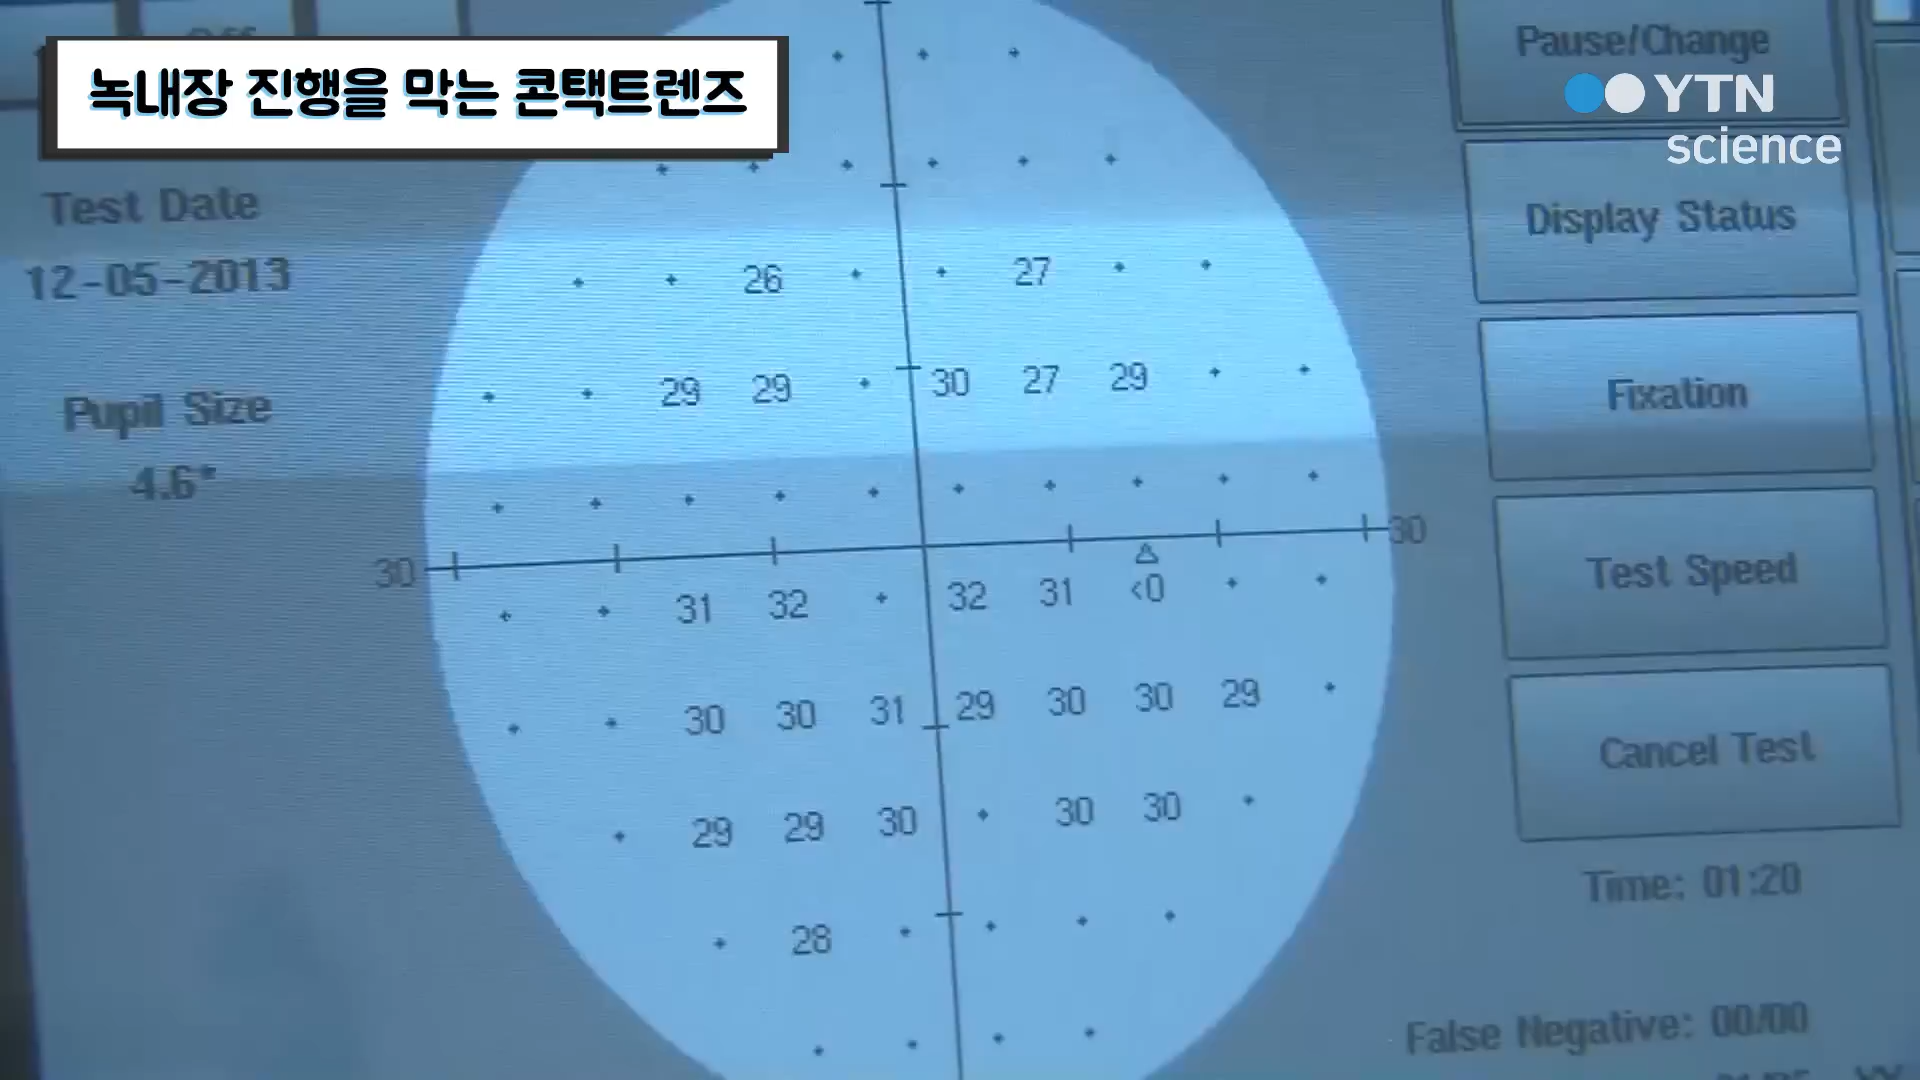 녹내장 진행을 막는 콘택트렌즈
YTN
science
Pause/Change
Test Date
12-05-2013
Display Status
26 27
Pupil Size
4.6*
29 29 30 27 29
Fixation
30 30
31 32 32 31 <0
Test Speed
30 30 31 29 30 30 29
Cancel Test
29 29 30 30 30
Time: 01:20
28
False Negative: 00/00